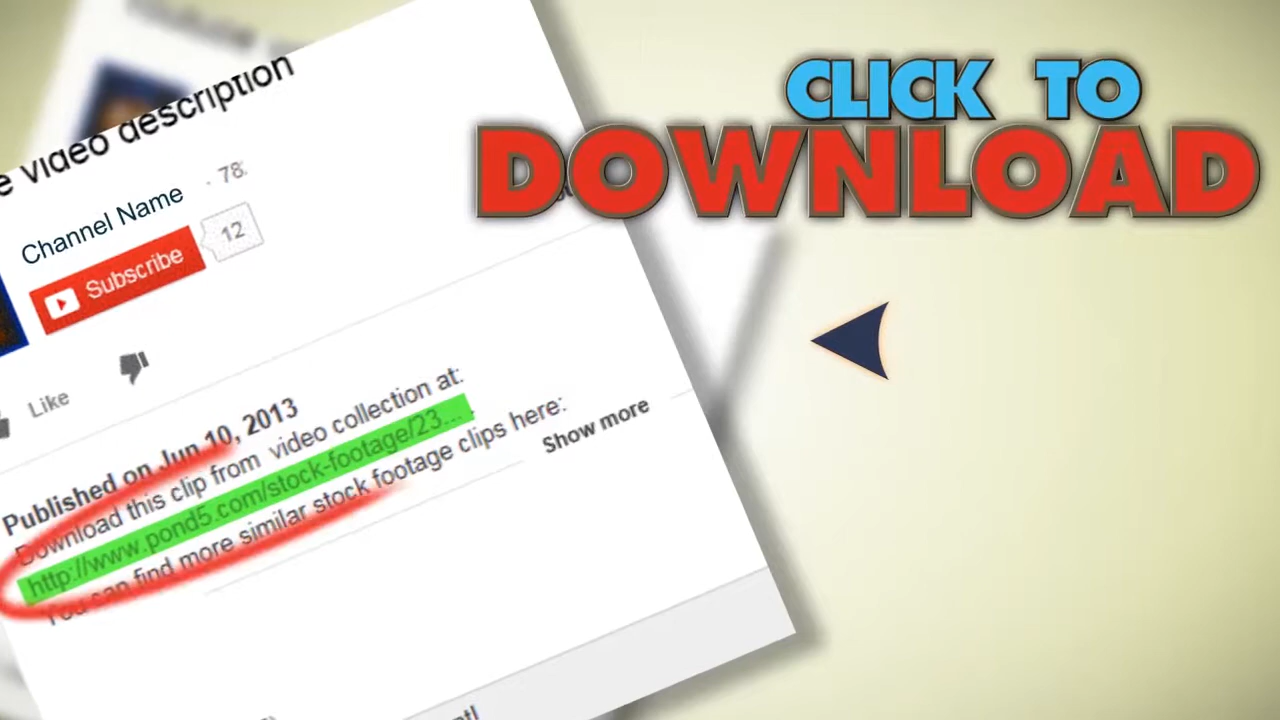 CLICK TO
DOWNLOAD
video description
Channel Name
78
Subscribe
12
Like
Published on Jun 10, 2013
Download this clip from video collection at:
http://www.pond5.com/stock-footage/23...
You can find more similar stock footage clips here:
Show more